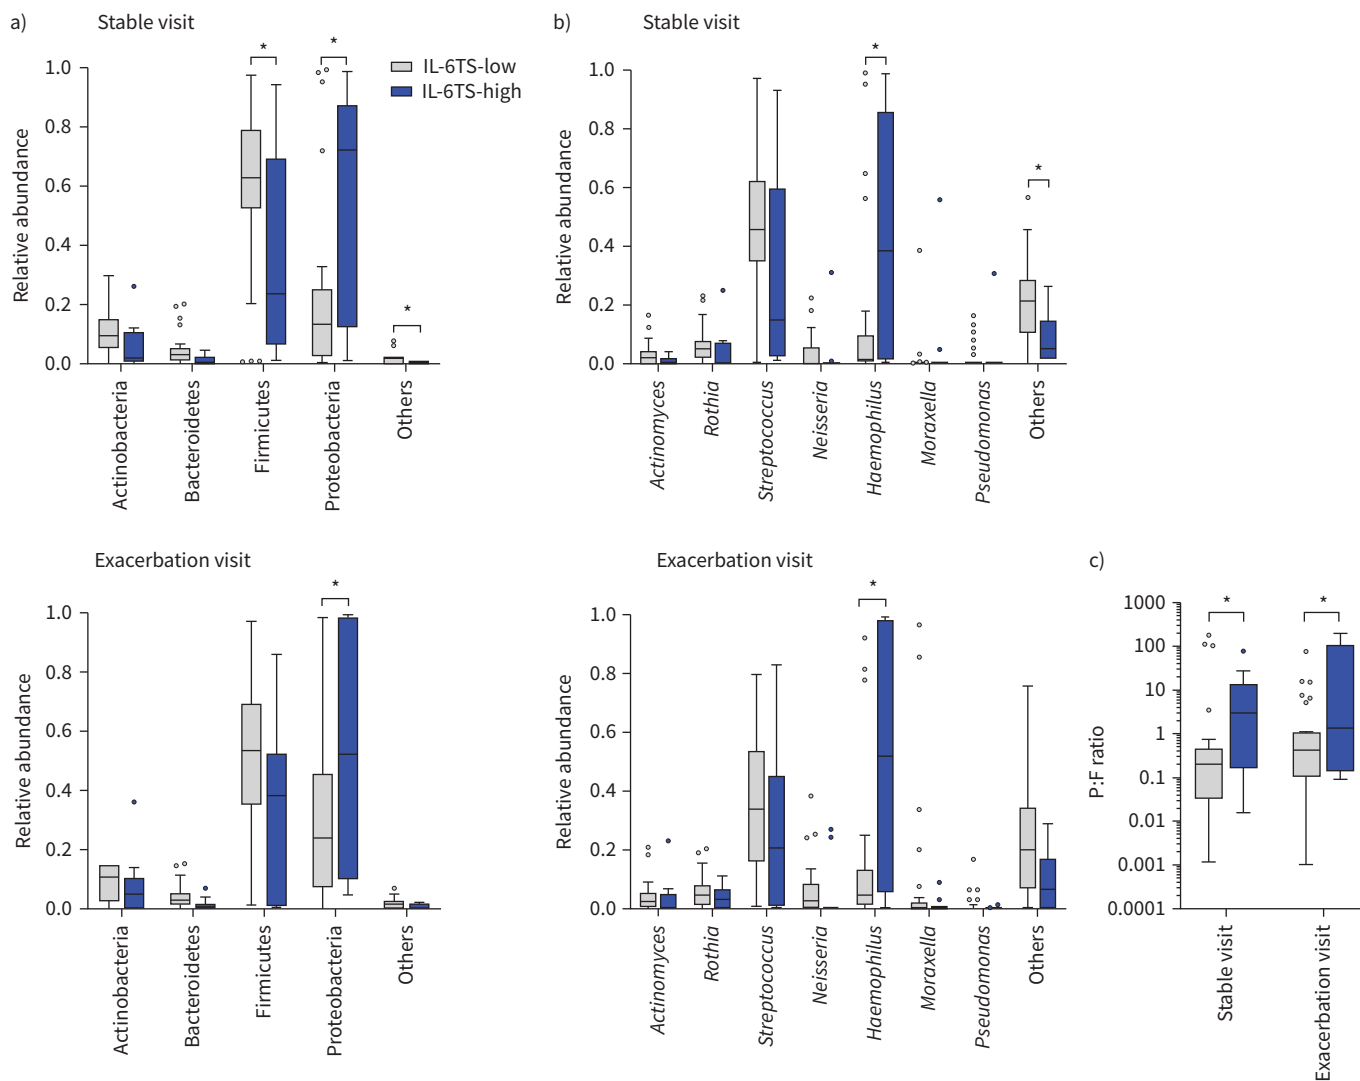 a) Stable visit
*
*
*
IL-6TS-low
IL-6TS-high
Relative abundance
1.0
0.8
0.6
0.4
0.2
0.0
Actinobacteria
Bacteroidetes
Firmicutes
Proteobacteria
Others
b) Stable visit
*
*
Relative abundance
1.0
0.8
0.6
0.4
0.2
0.0
Actinomyces
Rothia
Streptococcus
Neisseria
Haemophilus
Moraxella
Pseudomonas
Others
Exacerbation visit
*
Relative abundance
1.0
0.8
0.6
0.4
0.2
0.0
Actinobacteria
Bacteroidetes
Firmicutes
Proteobacteria
Others
Exacerbation visit
*
Relative abundance
1.0
0.8
0.6
0.4
0.2
0.0
Actinomyces
Rothia
Streptococcus
Neisseria
Haemophilus
Moraxella
Pseudomonas
Others
c)
*
*
P:F ratio
1000
100
10
1
0.1
0.01
0.001
0.0001
Stable visit
Exacerbation visit